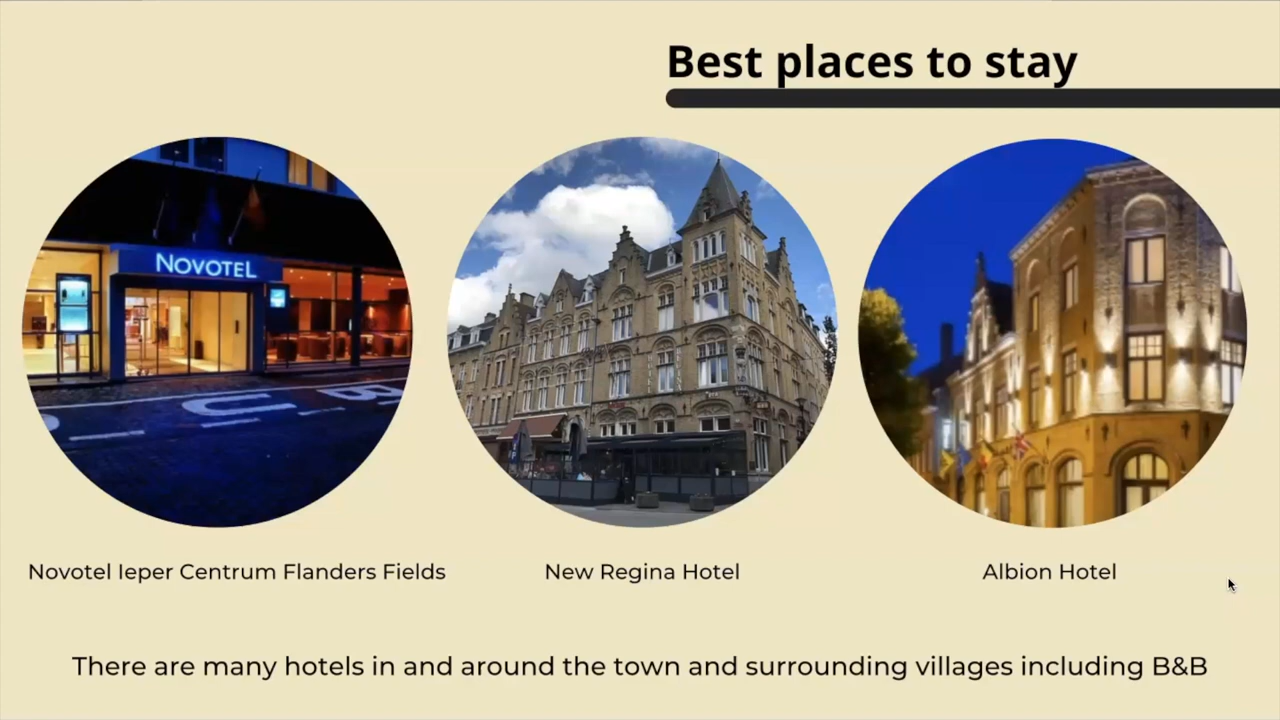 Best places to stay
NOVOTEL
Novotel Ieper Centrum Flanders Fields
New Regina Hotel
Albion Hotel
There are many hotels in and around the town and surrounding villages including B&B